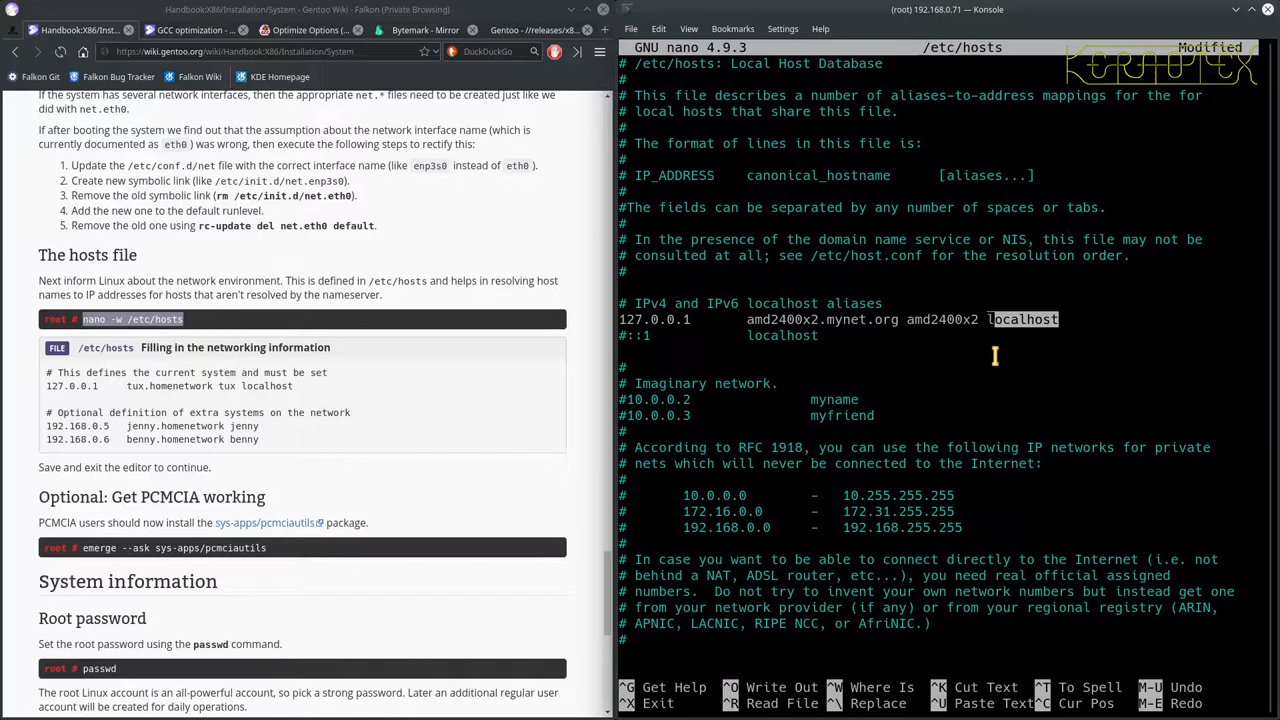 Handbook:X86/Installation/System - Gentoo Wiki - Falkon (Private Browsing)
Handbook:X86/Inst...
GCC optimization - ...
Optimize Options (...
Bytemark - Mirror
Gentoo - //releases/x8...
https://wiki.gentoo.org/wiki/Handbook:X86/Installation/System
DuckDuckGo
Falkon Git
Falkon Bug Tracker
Falkon Wiki
KDE Homepage
If the system has several network interfaces, then the appropriate net.* files need to be created just like we
did with net.eth0.
If after booting the system we find out that the assumption about the network interface name (which is
currently documented as eth0 ) was wrong, then execute the following steps to rectify this:
1. Update the /etc/conf.d/net file with the correct interface name (like enp3s0 instead of eth0 ).
2. Create new symbolic link (like /etc/init.d/net.enp3s0).
3. Remove the old symbolic link (rm /etc/init.d/net.eth0).
4. Add the new one to the default runlevel.
5. Remove the old one using rc-update del net.eth0 default.
The hosts file
Next inform Linux about the network environment. This is defined in /etc/hosts and helps in resolving host
names to IP addresses for hosts that aren't resolved by the nameserver.
root # nano -w /etc/hosts
FILE /etc/hosts Filling in the networking information
# This defines the current system and must be set
127.0.0.1 tux.homenetwork tux localhost
# Optional definition of extra systems on the network
192.168.0.5 jenny.homenetwork jenny
192.168.0.6 benny.homenetwork benny
Save and exit the editor to continue.
Optional: Get PCMCIA working
PCMCIA users should now install the sys-apps/pcmciautils package.
root # emerge --ask sys-apps/pcmciautils
System information
Root password
Set the root password using the passwd command.
root # passwd
The root Linux account is an all-powerful account, so pick a strong password. Later an additional regular user
account will be created for daily operations.
(root) 192.168.0.71 — Konsole
File Edit View Bookmarks Settings Help
GNU nano 4.9.3 /etc/hosts Modified
# /etc/hosts: Local Host Database
#
# This file describes a number of aliases-to-address mappings for the for
# local hosts that share this file.
#
# The format of lines in this file is:
#
# IP_ADDRESS canonical_hostname [aliases...]
#
#The fields can be separated by any number of spaces or tabs.
#
# In the presence of the domain name service or NIS, this file may not be
# consulted at all; see /etc/host.conf for the resolution order.
#
# IPv4 and IPv6 localhost aliases
127.0.0.1 amd2400x2.mynet.org amd2400x2 localhost
#::1 localhost
#
# Imaginary network.
#10.0.0.2 myname
#10.0.0.3 myfriend
#
# According to RFC 1918, you can use the following IP networks for private
# nets which will never be connected to the Internet:
#
# 10.0.0.0 - 10.255.255.255
# 172.16.0.0 - 172.31.255.255
# 192.168.0.0 - 192.168.255.255
#
# In case you want to be able to connect directly to the Internet (i.e. not
# behind a NAT, ADSL router, etc...), you need real official assigned
# numbers. Do not try to invent your own network numbers but instead get one
# from your network provider (if any) or from your regional registry (ARIN,
# APNIC, LACNIC, RIPE NCC, or AfriNIC.)
#
^G Get Help ^O Write Out ^W Where Is ^K Cut Text ^T To Spell M-U Undo
^X Exit ^R Read File ^\ Replace ^U Paste Text ^C Cur Pos M-E Redo